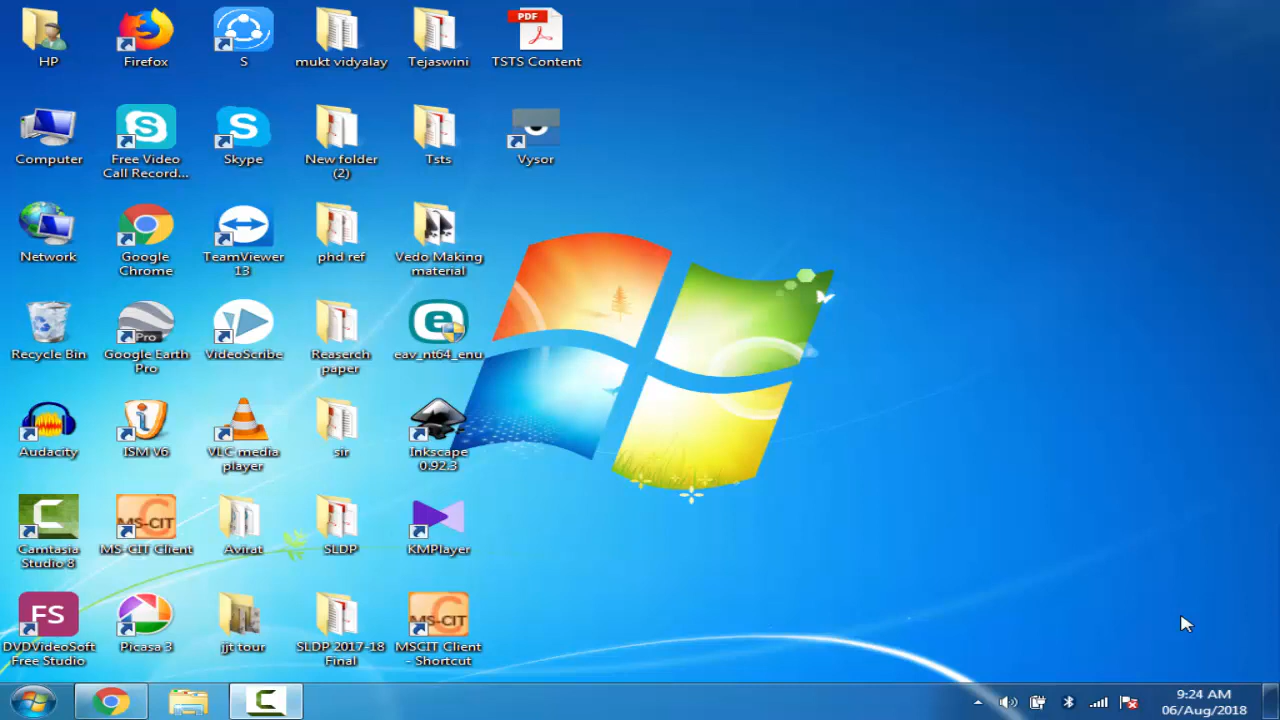 PDF
HP
Firefox
S
mukt vidyalay
Tejaswini
TSTS Content
Computer
Free Video
Call Record...
Skype
New folder
(2)
Tsts
Vysor
Network
Google
Chrome
TeamViewer
13
phd ref
Vedo Making
material
Recycle Bin
Pro
Google Earth
Pro
VideoScribe
Reaserch
paper
eav_nt64_enu
Audacity
ISM V6
VLC media
player
sir
Inkscape
0.92.3
Camtasia
Studio 8
MS-CIT
MS-CIT Client
Avirat
SLDP
KMPlayer
FS
DVDVideoSoft
Free Studio
Picasa 3
jjt tour
SLDP 2017-18
Final
MS-CIT
MSCIT Client
- Shortcut
9:24 AM
06/Aug/2018